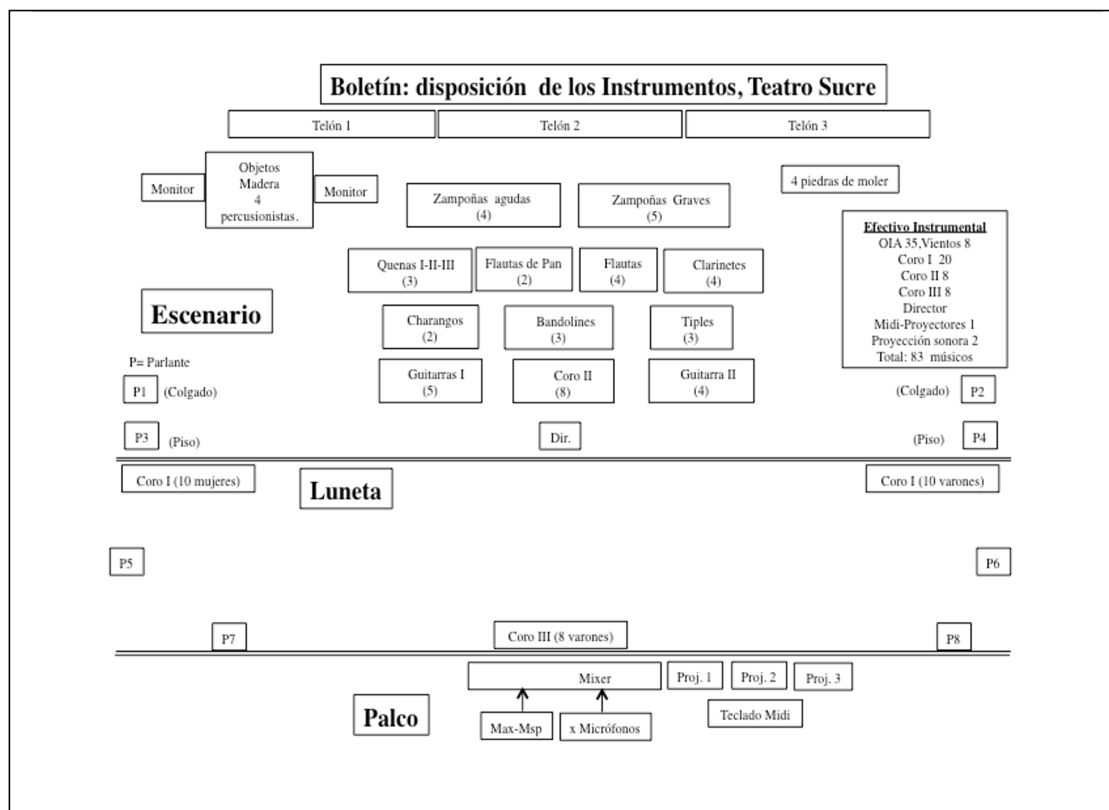 Boletín: disposición de los Instrumentos, Teatro Sucre
Telón 1
Telón 2
Telón 3
Monitor
Objetos
Madera
4
percusionistas.
Monitor
Zampoñas agudas
(4)
Zampoñas Graves
(5)
4 piedras de moler
Efectivo Instrumental
OIA 35,Vientos 8
Coro I 20
Coro II 8
Coro III 8
Director
Midi-Proyectores 1
Proyección sonora 2
Total: 83 músicos
Quenas I-II-III
(3)
Flautas de Pan
(2)
Flautas
(4)
Clarinetes
(4)
Escenario
Charangos
(2)
Bandolines
(3)
Tiples
(3)
P= Parlante
Guitarras I
(5)
Coro II
(8)
Guitarra II
(4)
P1
(Colgado)
(Colgado)
P2
P3
(Piso)
Dir.
(Piso)
P4
Coro I (10 mujeres)
Luneta
Coro I (10 varones)
P5
P6
P7
Coro III (8 varones)
P8
Mixer
Proj. 1
Proj. 2
Proj. 3
Palco
Max-Msp
x Micrófonos
Teclado Midi